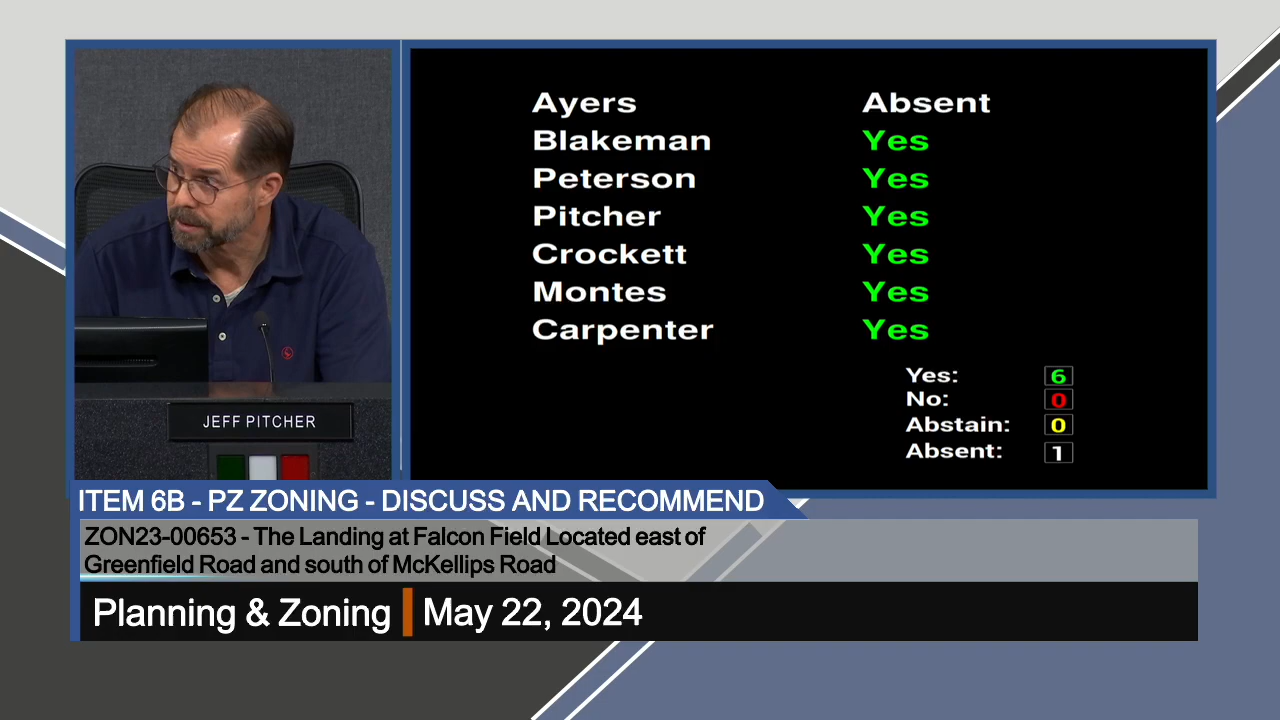 Ayers Absent
Blakeman Yes
Peterson Yes
Pitcher Yes
Crockett Yes
Montes Yes
Carpenter Yes
Yes: 6
No: 0
Abstain: 0
Absent: 1
JEFF PITCHER
ITEM 6B - PZ ZONING - DISCUSS AND RECOMMEND
ZON23-00653 - The Landing at Falcon Field Located east of
Greenfield Road and south of McKellips Road
Planning & Zoning May 22, 2024